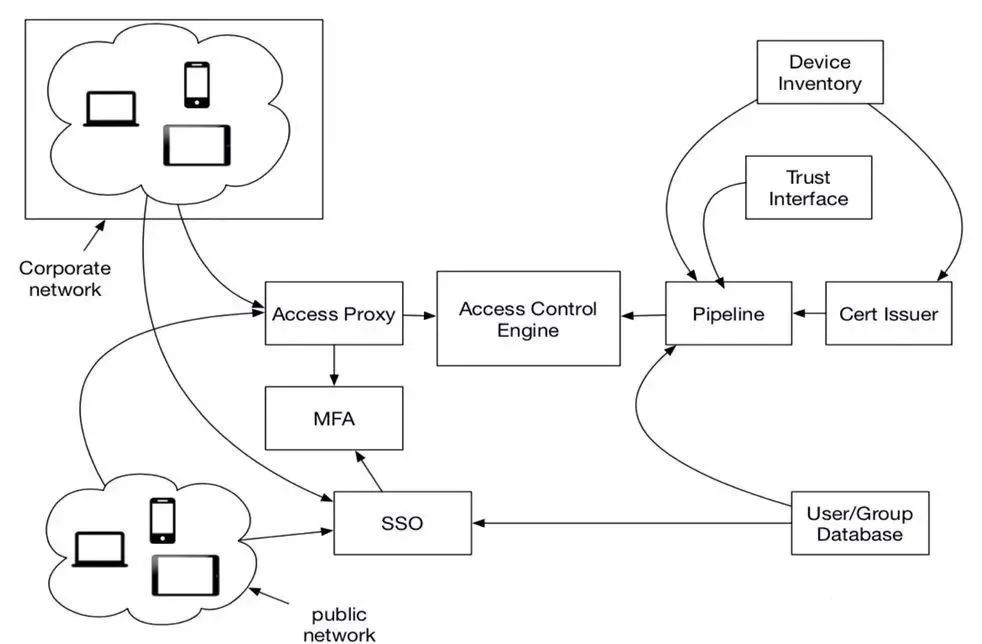 Device
Inventory
Trust
Interface
Corporate
network
Access Proxy
Access Control
Engine
Pipeline
Cert Issuer
MFA
SSO
User/Group
Database
public
network